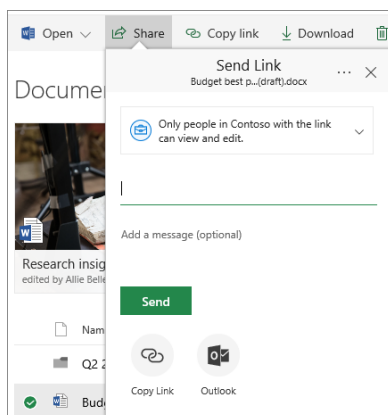 Open Share Copy link Download
Send Link
Budget best p...(draft).docx
Only people in Contoso with the link
can view and edit.
Add a message (optional)
Send
Copy Link Outlook
Research insig
edited by Allie Belle
Nam
Q2 2
Budg